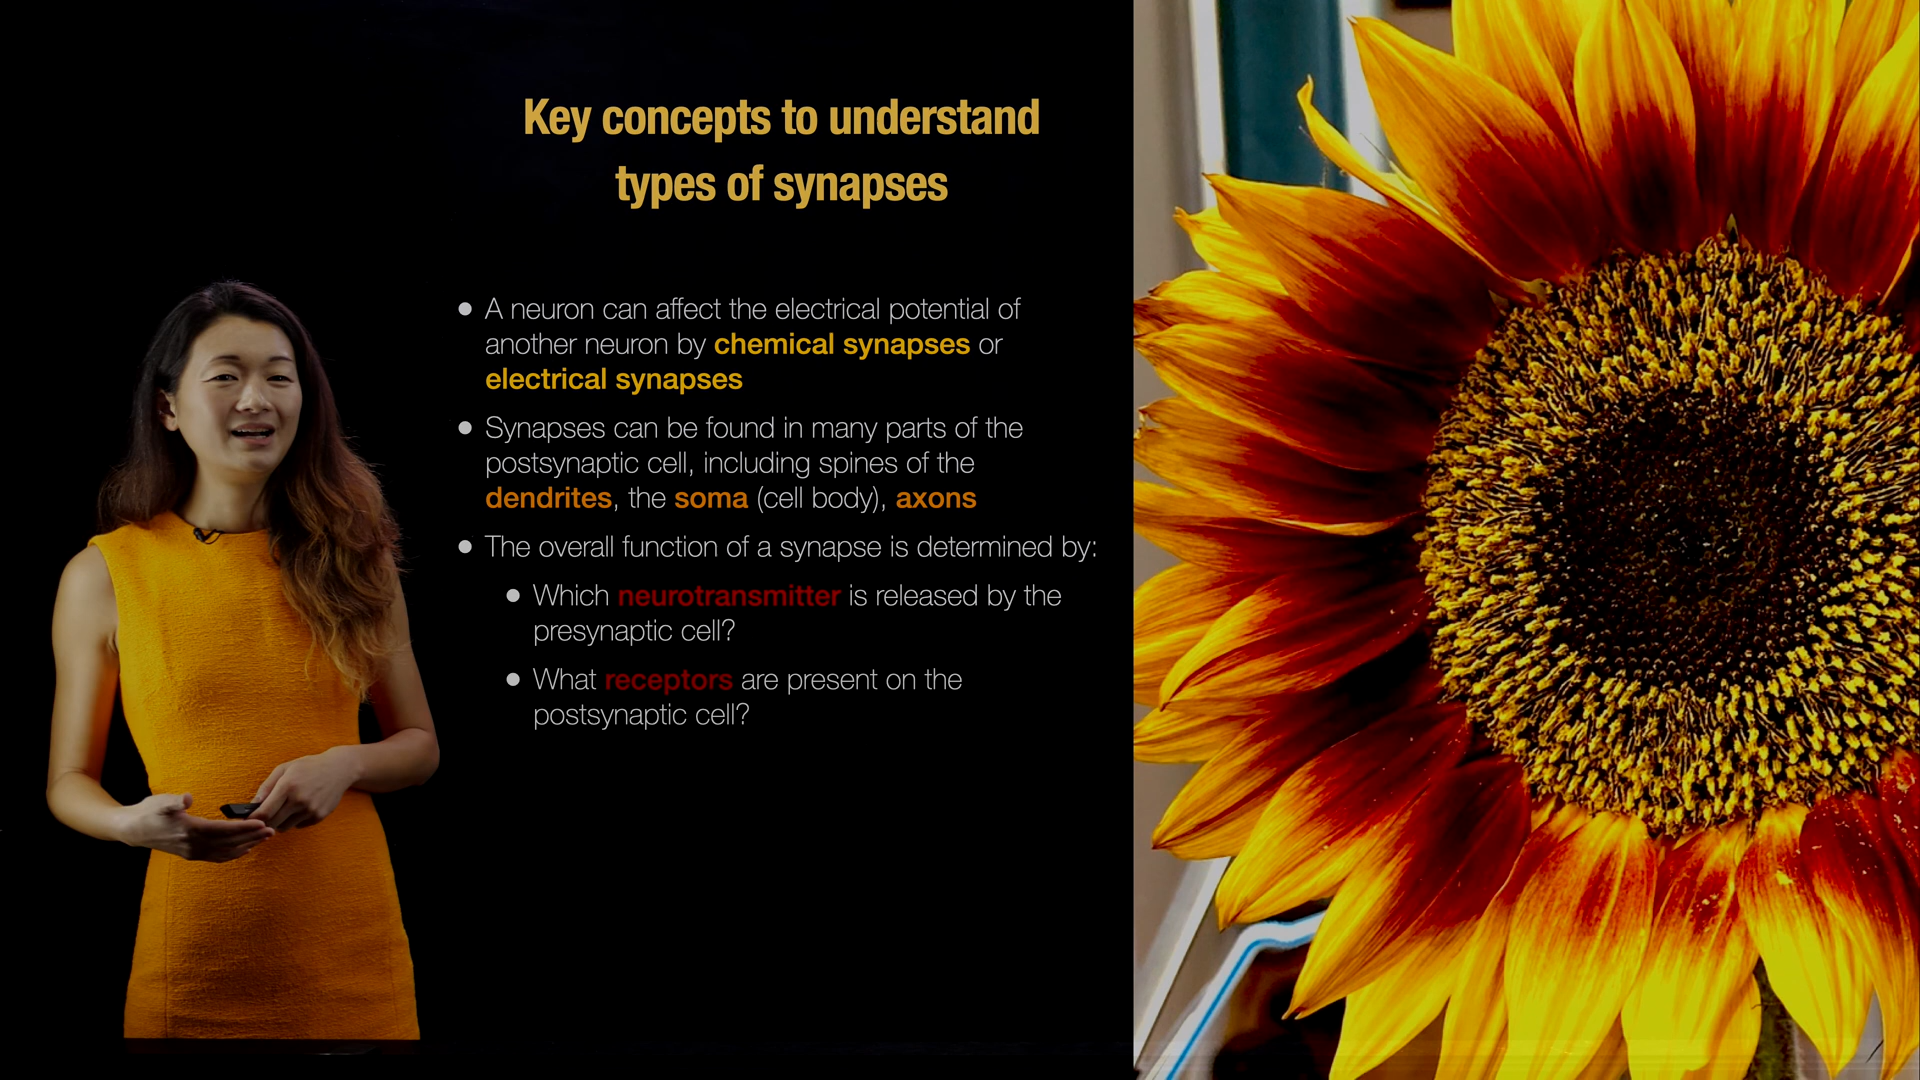 Key concepts to understand
types of synapses
● A neuron can affect the electrical potential of
another neuron by chemical synapses or
electrical synapses
● Synapses can be found in many parts of the
postsynaptic cell, including spines of the
dendrites, the soma (cell body), axons
● The overall function of a synapse is determined by:
● Which neurotransmitter is released by the
presynaptic cell?
● What receptors are present on the
postsynaptic cell?